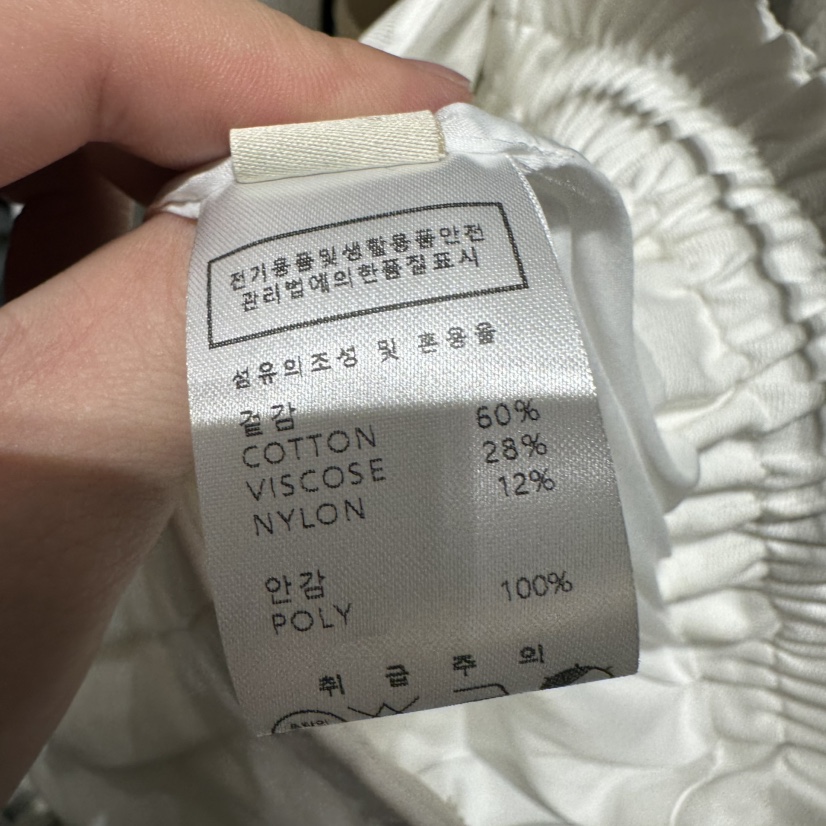 전기용품및생활용품안전
관리법에의한품질표시
섬유의조성 및 혼용율
겉감
COTTON 60%
VISCOSE 28%
NYLON 12%
안감
POLY 100%
취 급 주 의